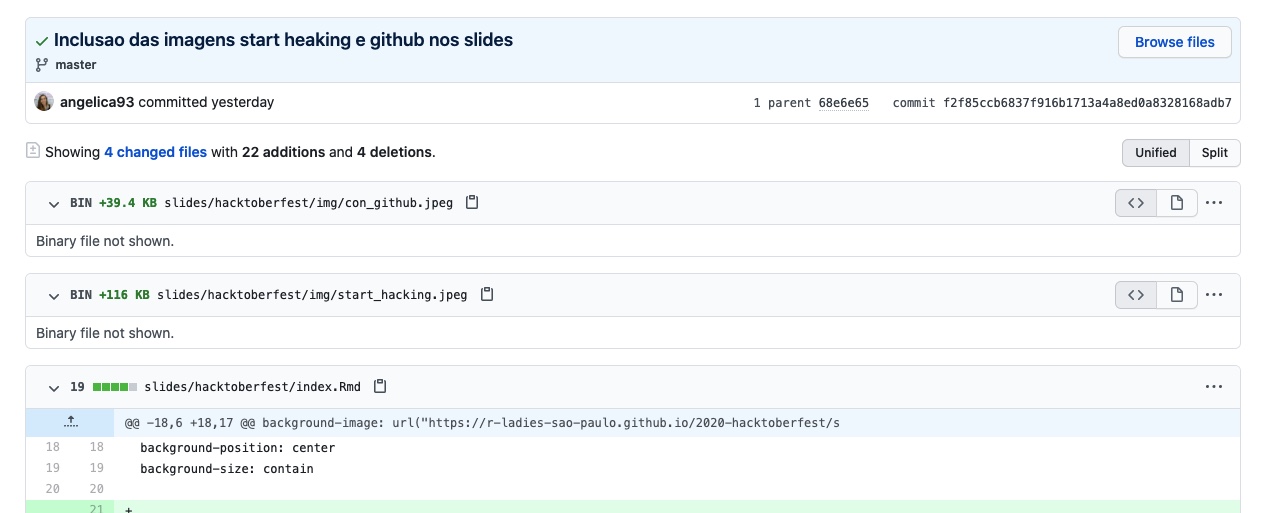 Inclusao das imagens start heaking e github nos slides
Browse files
master
angelica93 committed yesterday
1 parent 68e6e65 commit f2f85ccb6837f916b1713a4a8ed0a8328168adb7
Showing 4 changed files with 22 additions and 4 deletions.
Unified Split
BIN +39.4 KB slides/hacktoberfest/img/con_github.jpeg
Binary file not shown.
BIN +116 KB slides/hacktoberfest/img/start_hacking.jpeg
Binary file not shown.
19 slides/hacktoberfest/index.Rmd
@@ -18,6 +18,17 @@ background-image: url("https://r-ladies-sao-paulo.github.io/2020-hacktoberfest/s
18 18 background-position: center
19 19 background-size: contain
20 20
21 +